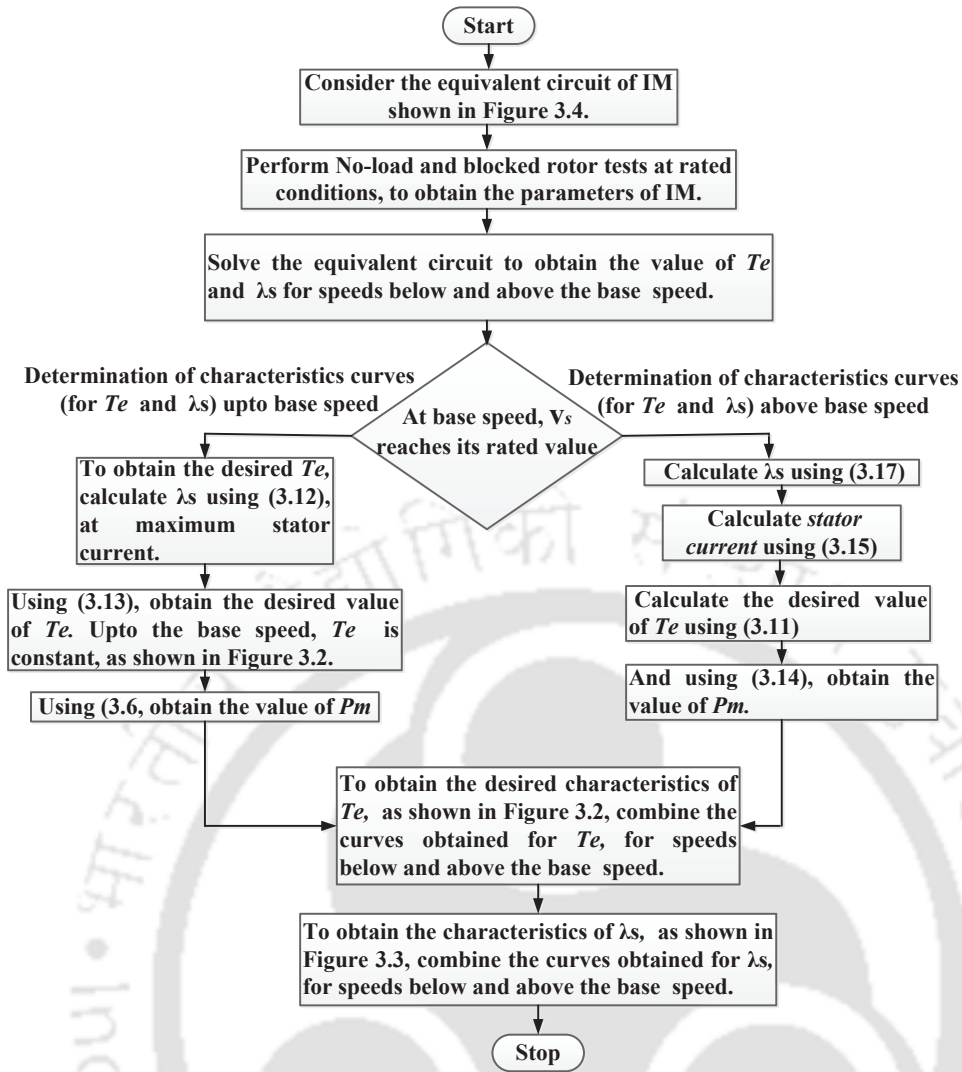 Start
Consider the equivalent circuit of IM
shown in Figure 3.4.
Perform No-load and blocked rotor tests at rated
conditions, to obtain the parameters of IM.
Solve the equivalent circuit to obtain the value of Te
and λs for speeds below and above the base speed.
Determination of characteristics curves
(for Te and λs) upto base speed
At base speed, Vs
reaches its rated value
Determination of characteristics curves
(for Te and λs) above base speed
To obtain the desired Te,
calculate λs using (3.12),
at maximum stator
current.
Using (3.13), obtain the desired value
of Te. Upto the base speed, Te is
constant, as shown in Figure 3.2.
Using (3.6, obtain the value of Pm
Calculate λs using (3.17)
Calculate stator
current using (3.15)
Calculate the desired value
of Te using (3.11)
And using (3.14), obtain the
value of Pm.
To obtain the desired characteristics of
Te, as shown in Figure 3.2, combine the
curves obtained for Te, for speeds
below and above the base speed.
To obtain the characteristics of λs, as shown in
Figure 3.3, combine the curves obtained for λs,
for speeds below and above the base speed.
Stop